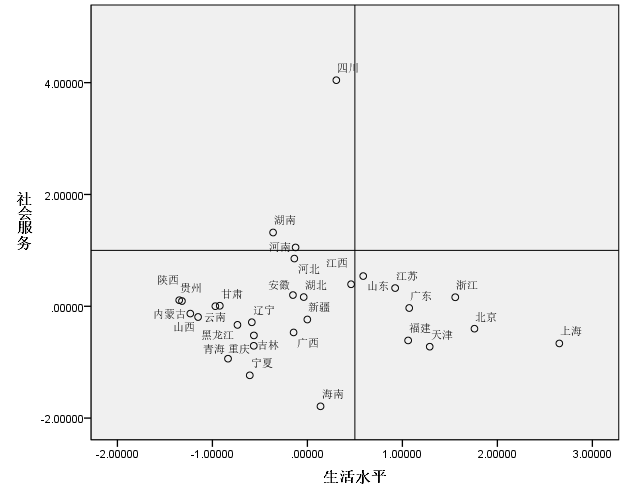 四川
4.00000
社会服务
2.00000
湖南
河南
河北
江西
陕西
贵州
甘肃
安徽
湖北
山东
江苏
浙江
.00000
内蒙古
山西
云南
辽宁
新疆
广东
黑龙江
福建
天津
北京
上海
青海
重庆
吉林
广西
宁夏
海南
-2.00000
-2.00000
-1.00000
.00000
1.00000
2.00000
3.00000
生活水平